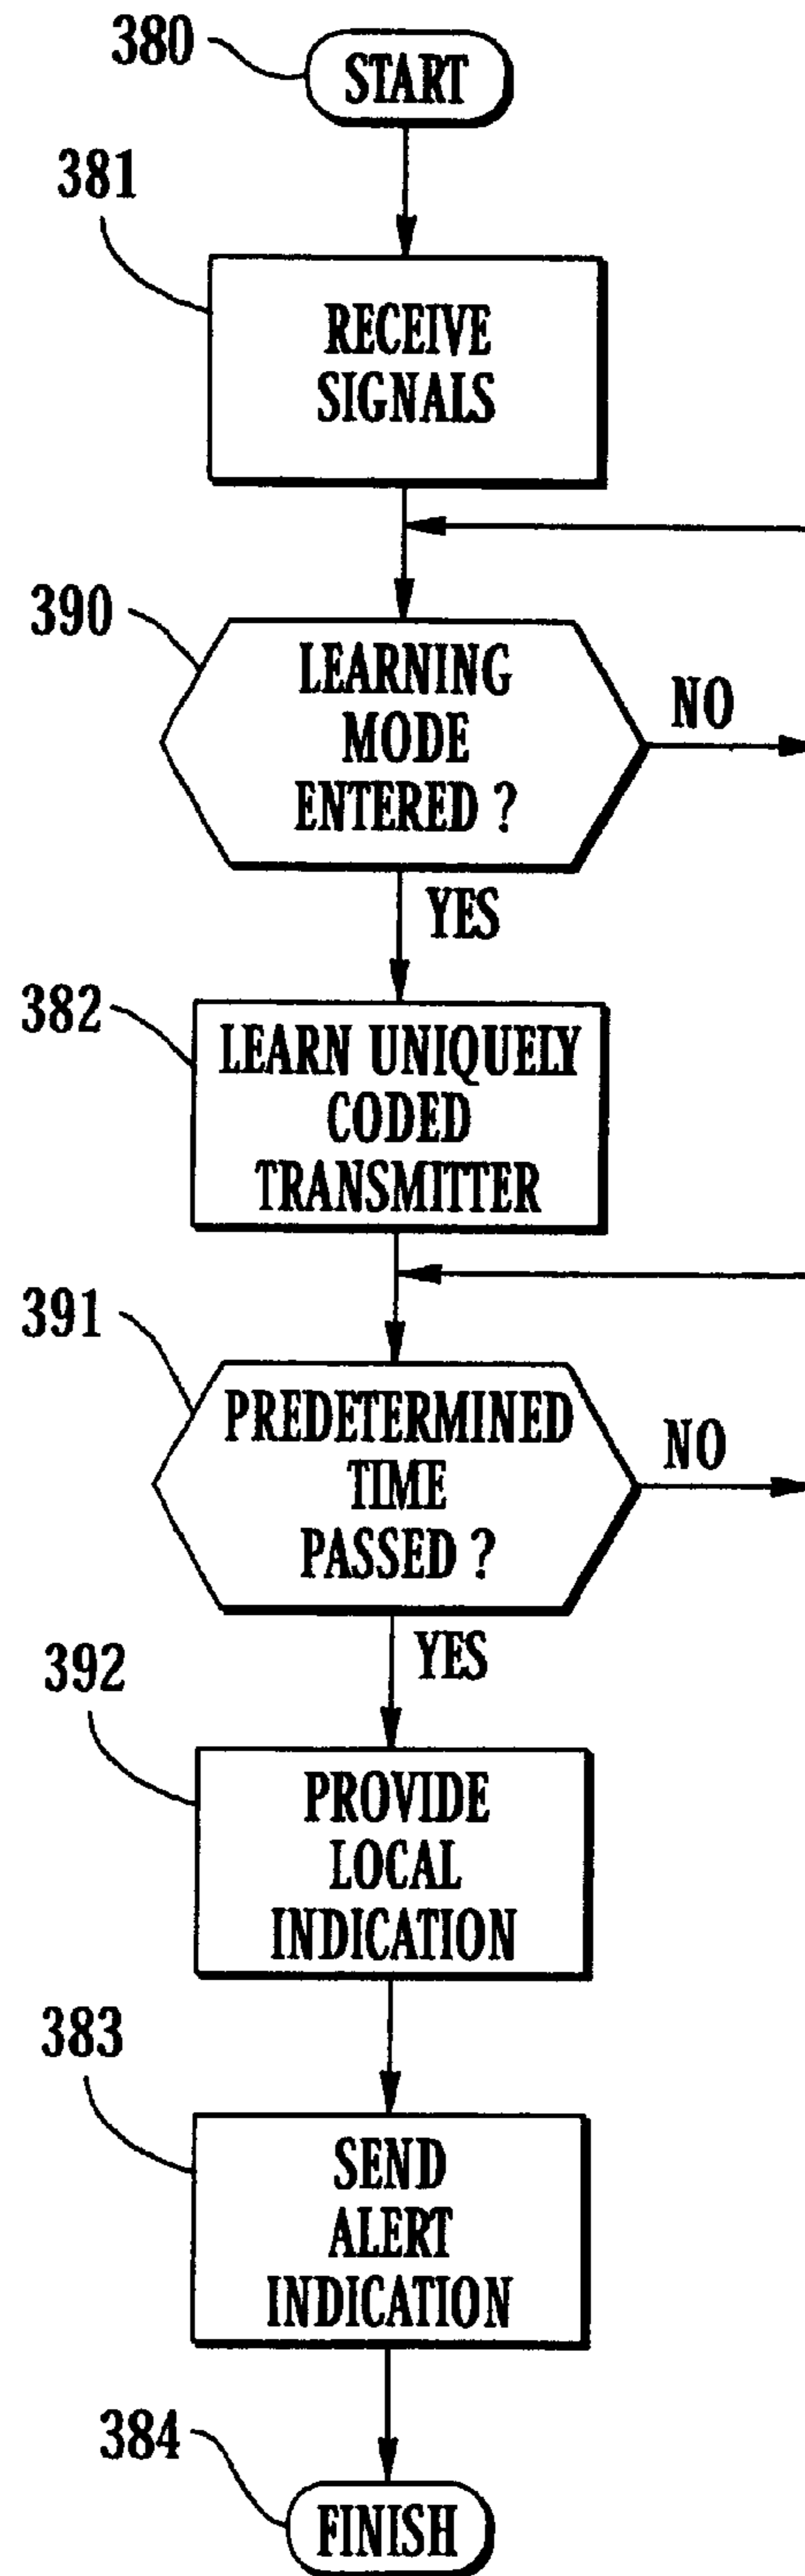 380
START
381
RECEIVE
SIGNALS
390
LEARNING
MODE
ENTERED ?
NO
YES
382
LEARN UNIQUELY
CODED
TRANSMITTER
391
PREDETERMINED
TIME
PASSED ?
NO
YES
392
PROVIDE
LOCAL
INDICATION
383
SEND
ALERT
INDICATION
384
FINISH